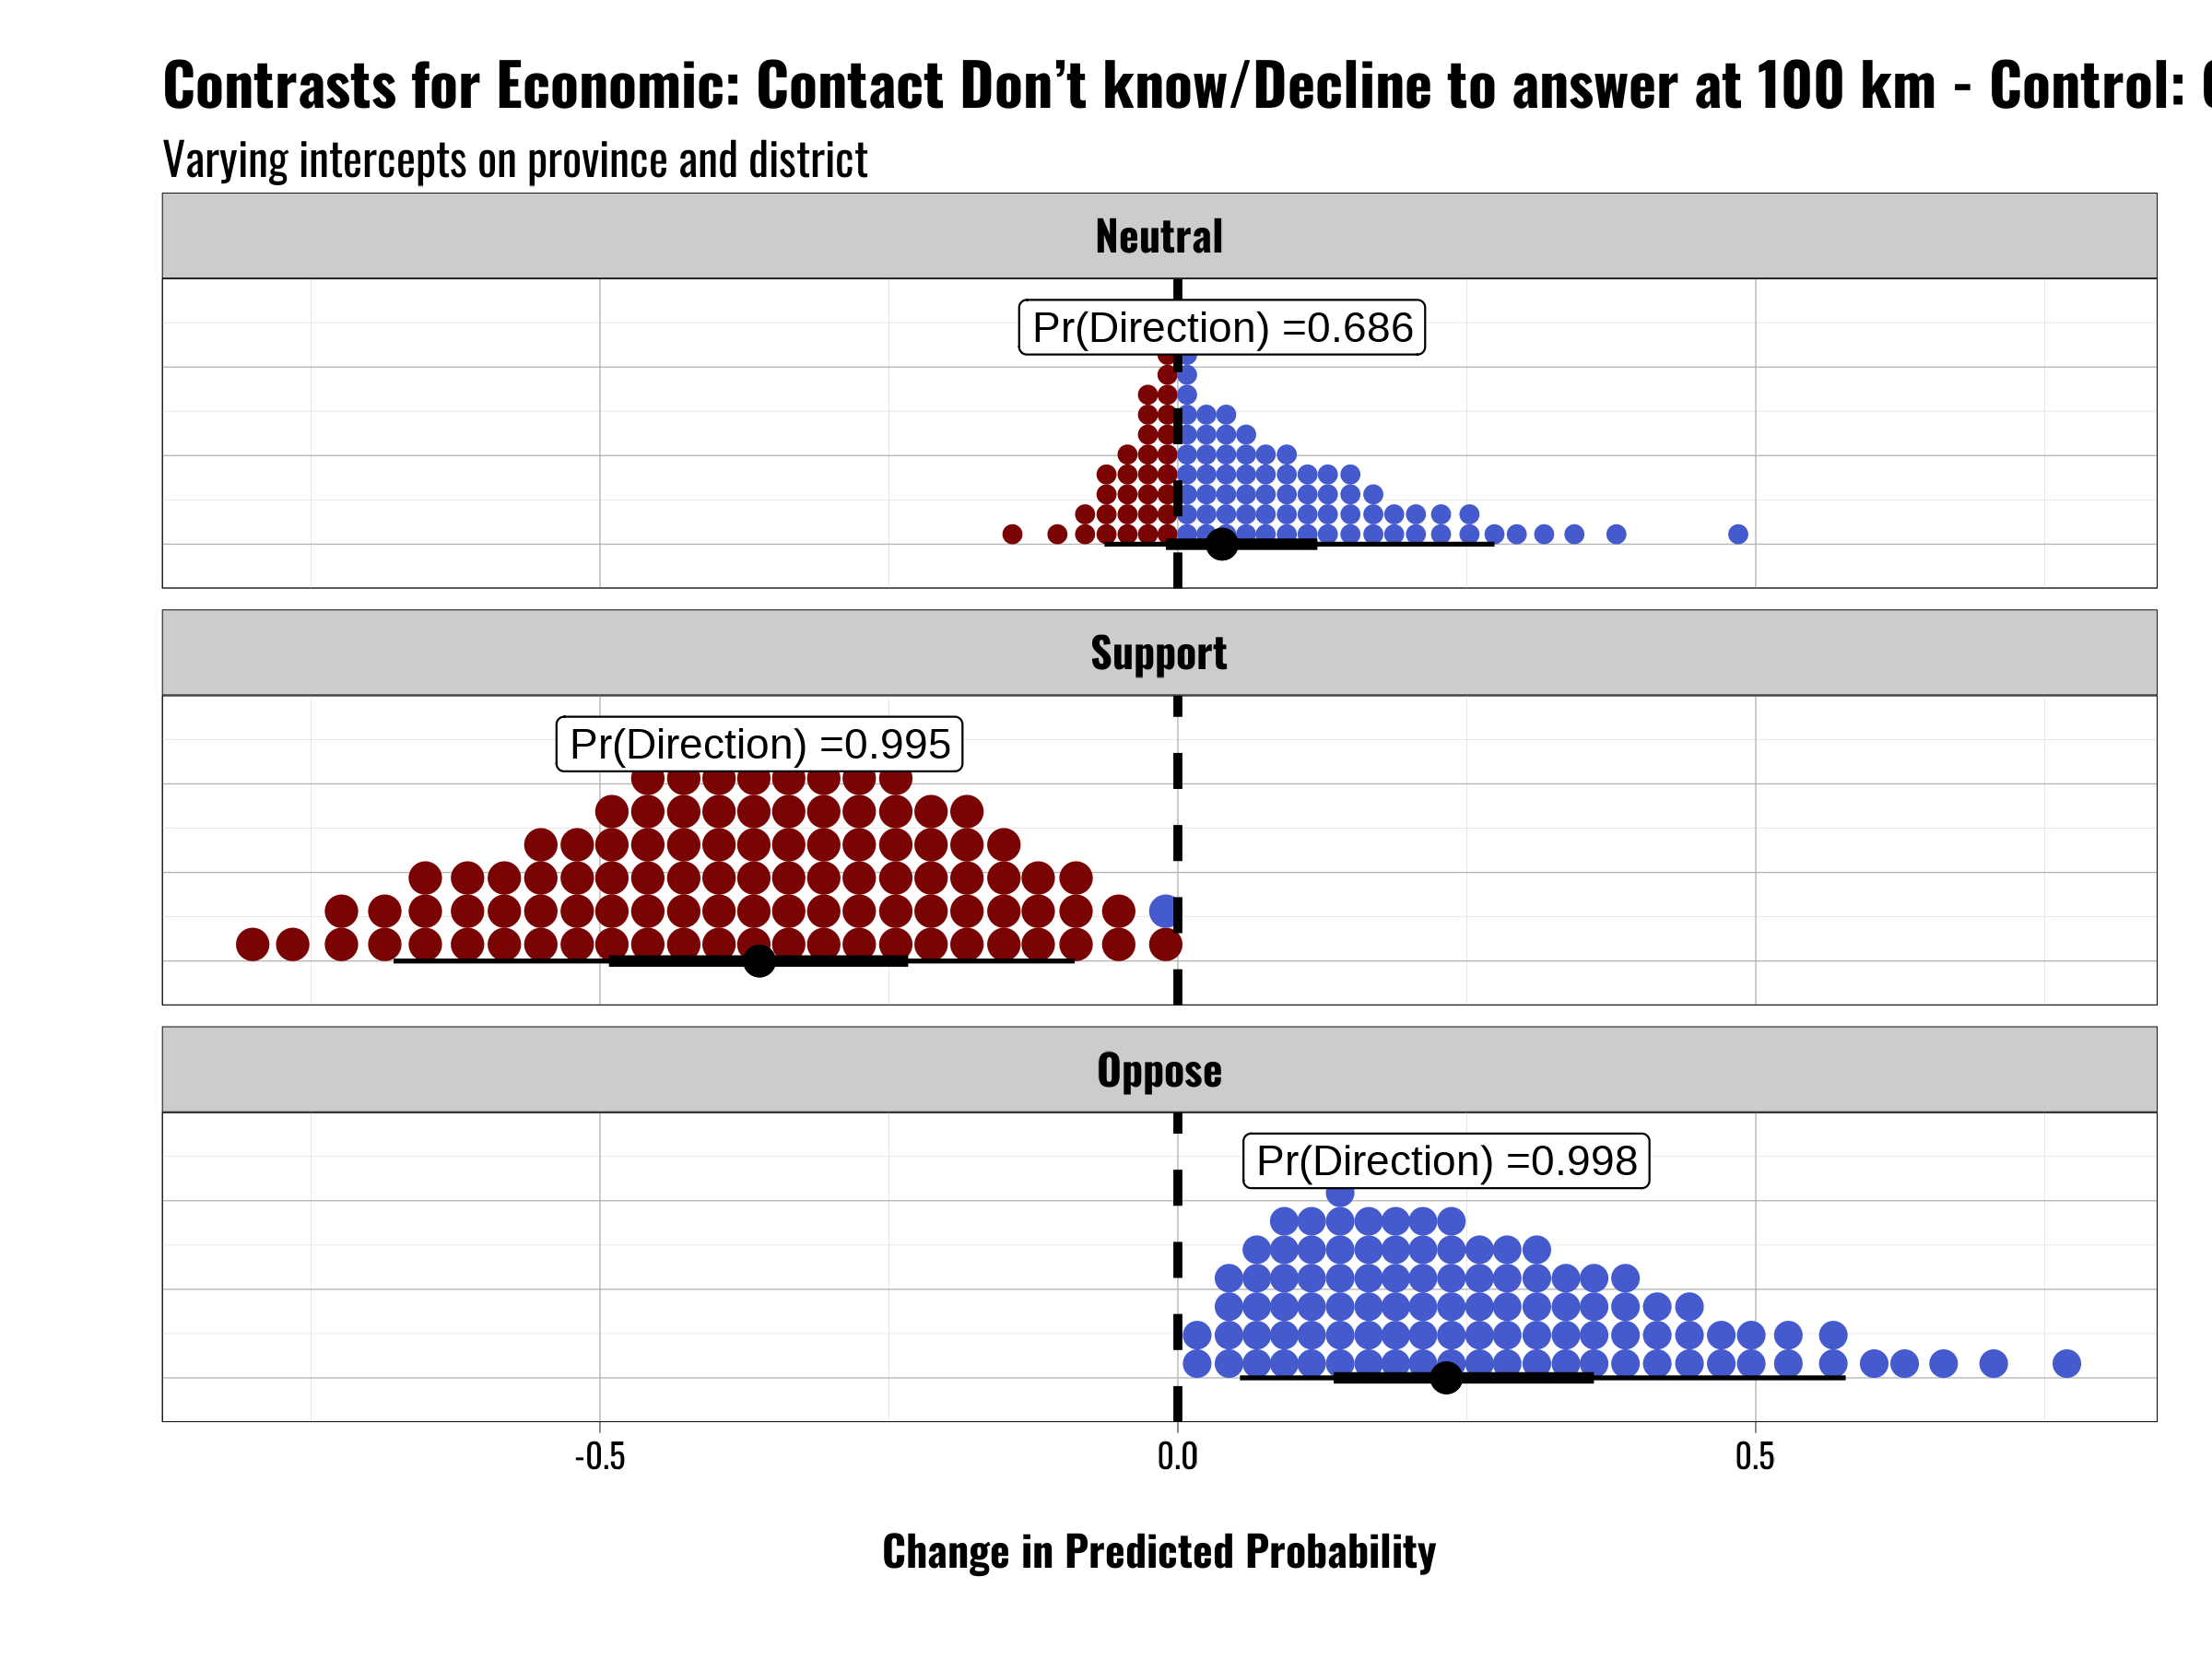 Contrasts for Economic: Contact Don’t know/Decline to answer at 100 km - Control:
Varying intercepts on province and district
Neutral
Pr(Direction) =0.686
Support
Pr(Direction) =0.995
Oppose
Pr(Direction) =0.998
-0.5 0.0 0.5
Change in Predicted Probability